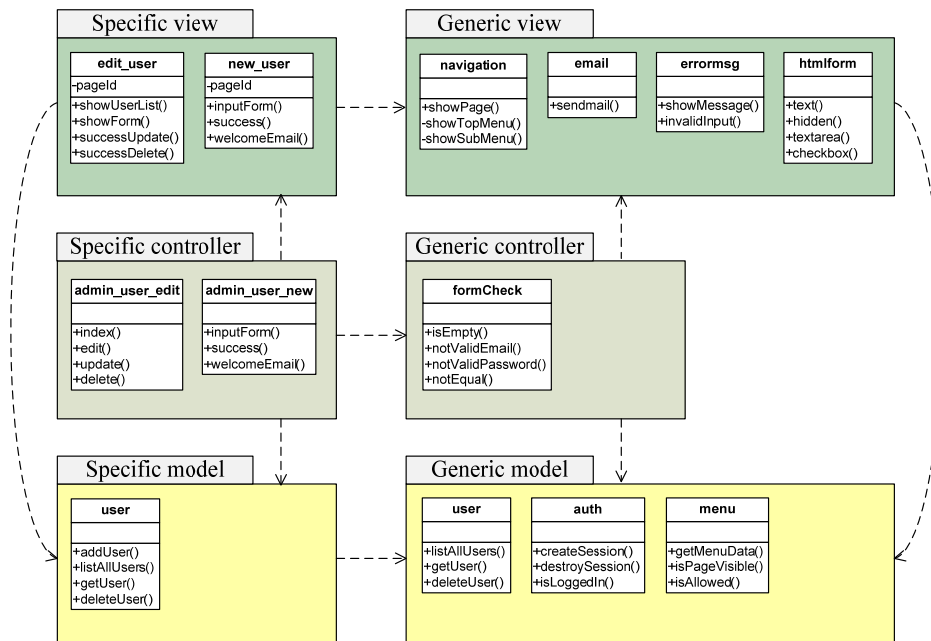 Specific view
edit_user
-pageId
+showUserList()
+showForm()
+successUpdate()
+successDelete()
new_user
-pageId
+inputForm()
+success()
+welcomeEmail()
Generic view
navigation
+showPage()
-showTopMenu()
-showSubMenu()
email
+sendmail()
errormsg
+showMessage()
+invalidInput()
htmlform
+text()
+hidden()
+textarea()
+checkbox()
Specific controller
admin_user_edit
+index()
+edit()
+update()
+delete()
admin_user_new
+inputForm()
+success()
+welcomeEmail()
Generic controller
formCheck
+isEmpty()
+notValidEmail()
+notValidPassword()
+notEqual()
Specific model
user
+addUser()
+listAllUsers()
+getUser()
+deleteUser()
Generic model
user
+listAllUsers()
+getUser()
+deleteUser()
auth
+createSession()
+destroySession()
+isLoggedIn()
menu
+getMenuData()
+isPageVisible()
+isAllowed()